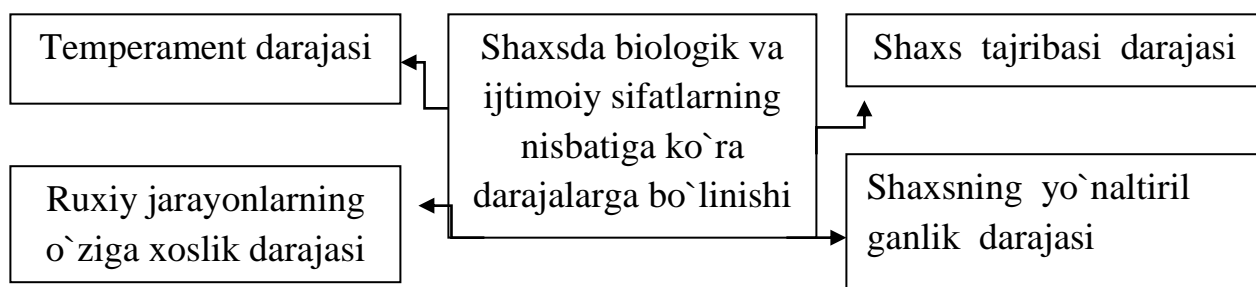 Temperament darajasi
Ruxiy jarayonlarning
o`ziga xoslik darajasi
Shaxsda biologik va
ijtimoiy sifatlarning
nisbatiga ko`ra
darajalarga bo`linishi
Shaxs tajribasi darajasi
Shaxsning yo`naltiril
ganlik darajasi